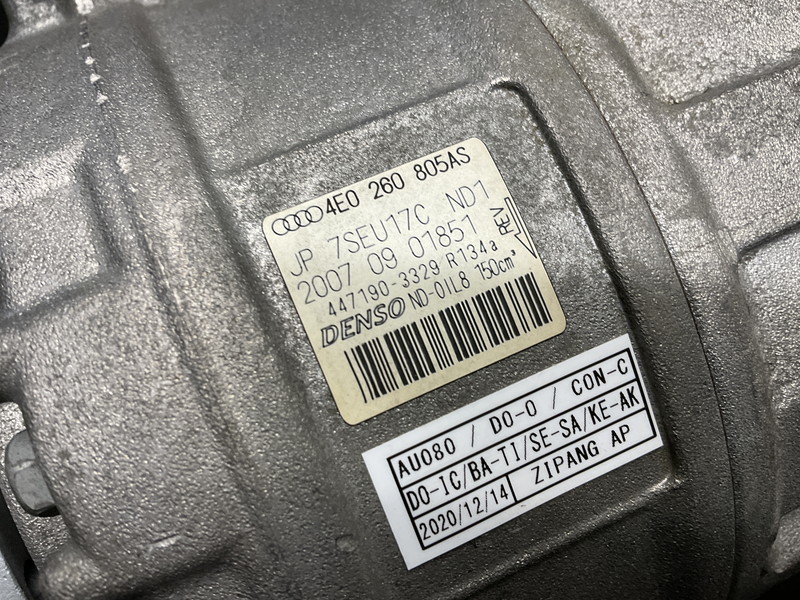 4E0 260 805AS
JP 7SEU17C ND1
2007 09 01851
REV
447190-3329 R134a
DENSO ND-OIL8 150cm³
AU080 / DO-O / CON-C
DO-IC/BA-TI/SE-SA/KE-AK
2020/12/14 ZIPANG AP